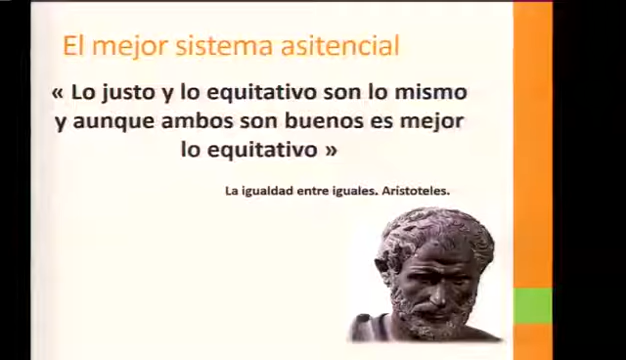 El mejor sistema asitencial
« Lo justo y lo equitativo son lo mismo
y aunque ambos son buenos es mejor
lo equitativo »
La igualdad entre iguales. Aristoteles.